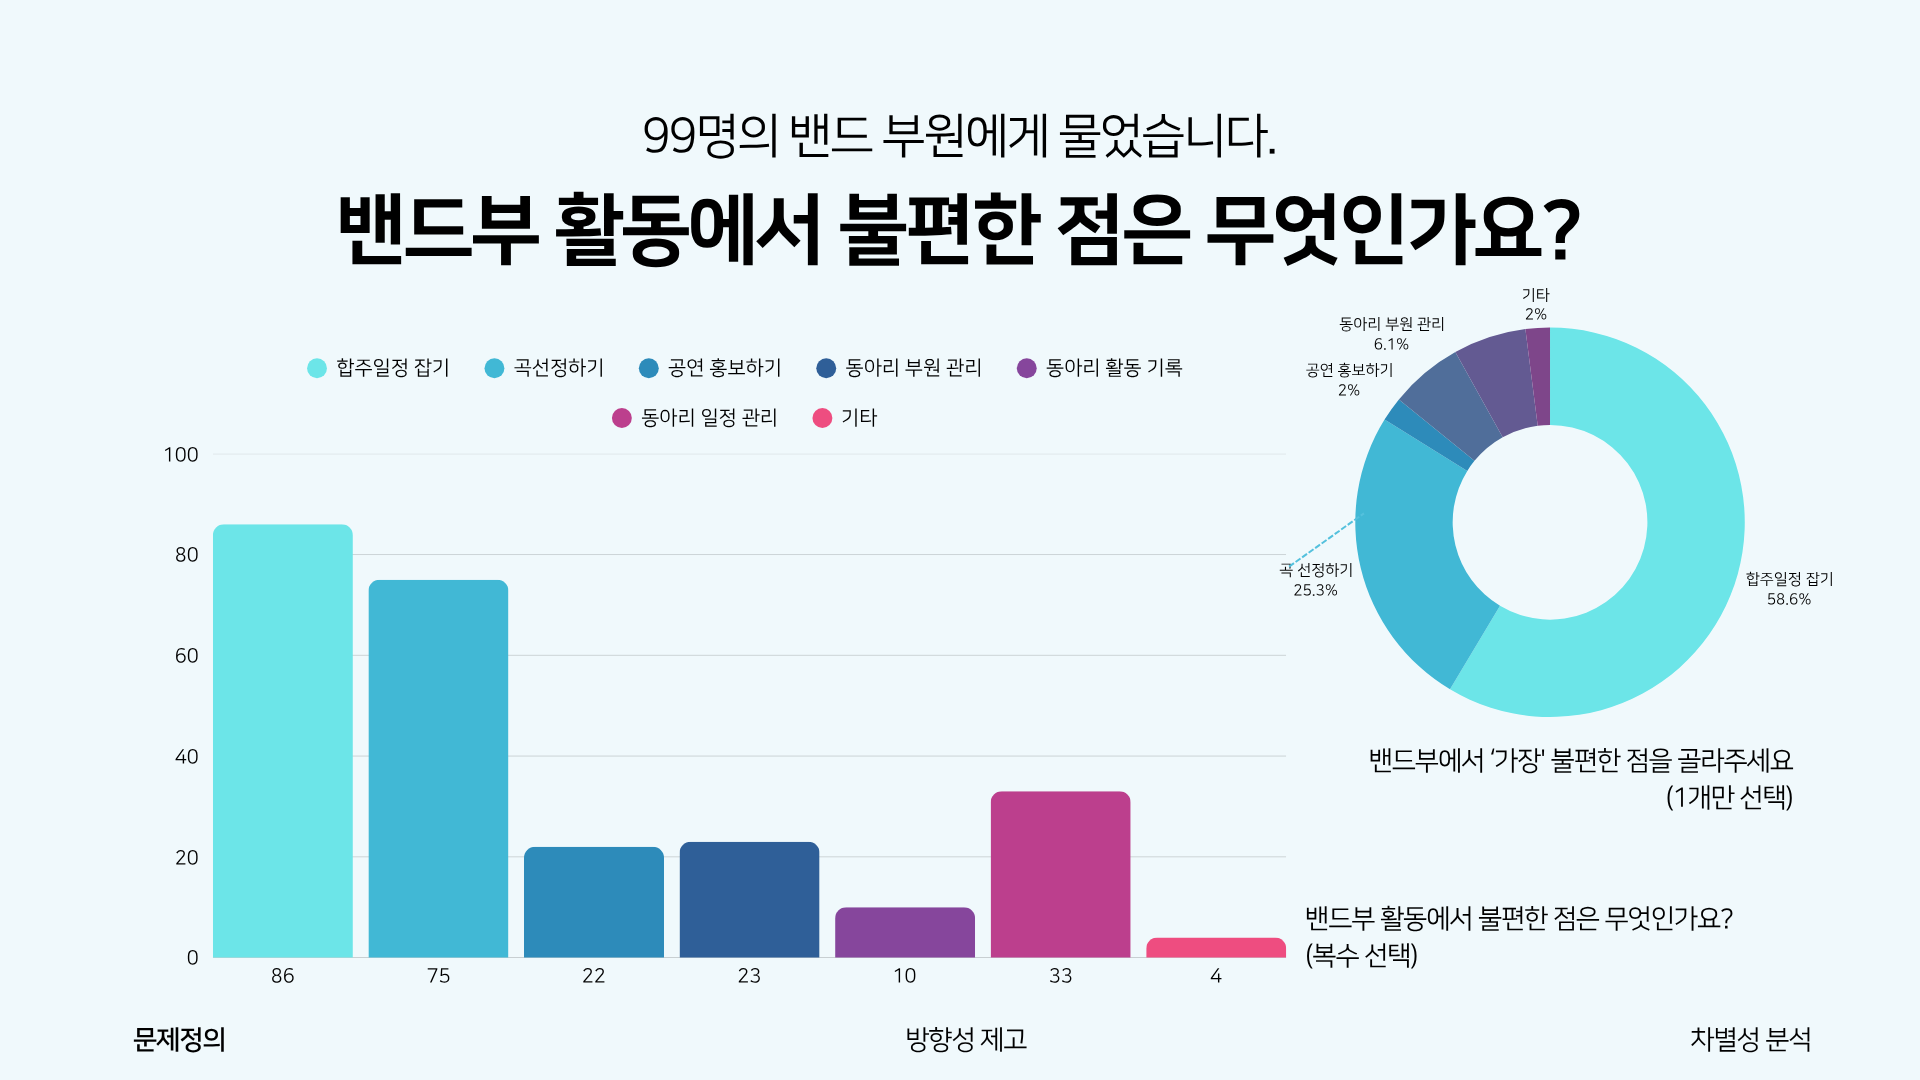 99명의 밴드 부원에게 물었습니다.
밴드부 활동에서 불편한 점은 무엇인가요?
합주일정 잡기
곡선정하기
공연 홍보하기
동아리 부원 관리
동아리 활동 기록
동아리 일정 관리
기타
100
80
60
40
20
0
86
75
22
23
10
33
4
기타
2%
동아리 부원 관리
6.1%
공연 홍보하기
2%
곡 선정하기
25.3%
합주일정 잡기
58.6%
밴드부에서 ‘가장' 불편한 점을 골라주세요
(1개만 선택)
밴드부 활동에서 불편한 점은 무엇인가요?
(복수 선택)
문제정의
방향성 제고
차별성 분석